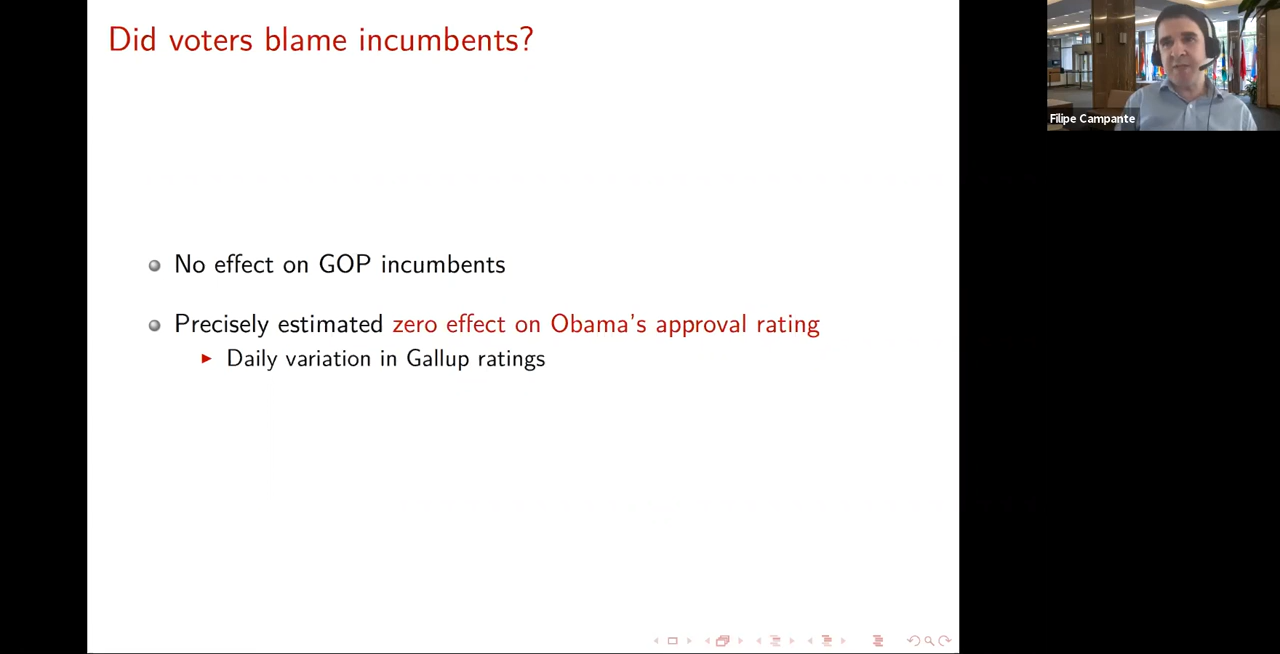 Did voters blame incumbents?
Filipe Campante
No effect on GOP incumbents
Precisely estimated zero effect on Obama's approval rating
Daily variation in Gallup ratings